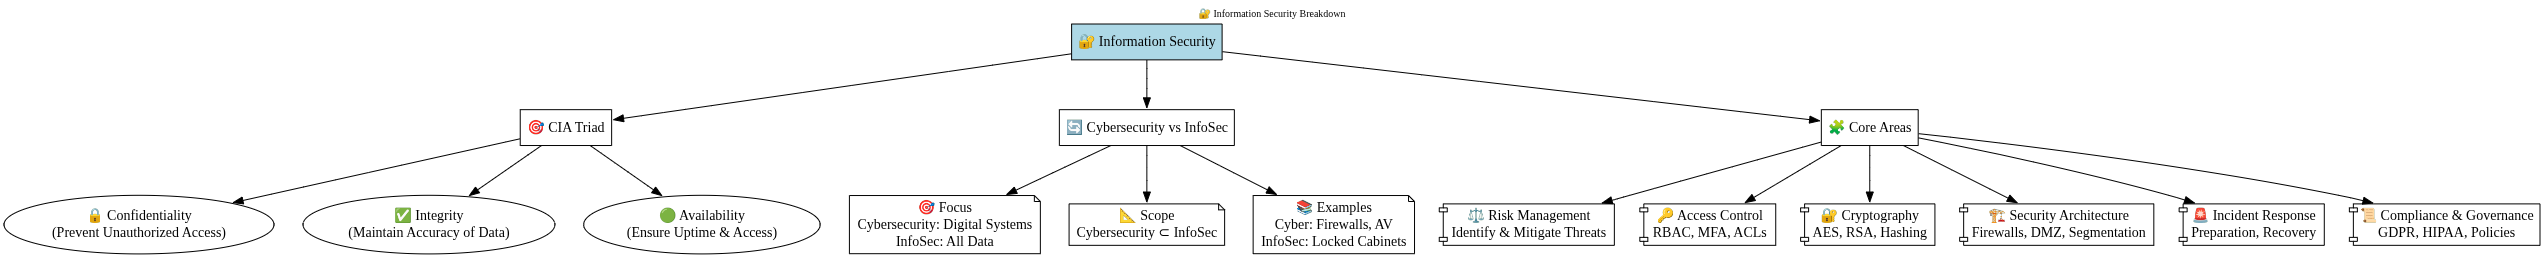 🔐 Information Security Breakdown
🔐 Information Security
🎯 CIA Triad
🔄 Cybersecurity vs InfoSec
🧩 Core Areas
🔒 Confidentiality
(Prevent Unauthorized Access)
✅ Integrity
(Maintain Accuracy of Data)
🟢 Availability
(Ensure Uptime & Access)
🎯 Focus
Cybersecurity: Digital Systems
InfoSec: All Data
📐 Scope
Cybersecurity ⊂ InfoSec
📚 Examples
Cyber: Firewalls, AV
InfoSec: Locked Cabinets
⚖️ Risk Management
Identify & Mitigate Threats
🔑 Access Control
RBAC, MFA, ACLs
🔐 Cryptography
AES, RSA, Hashing
🏗️ Security Architecture
Firewalls, DMZ, Segmentation
🚨 Incident Response
Preparation, Recovery
📜 Compliance & Governance
GDPR, HIPAA, Policies